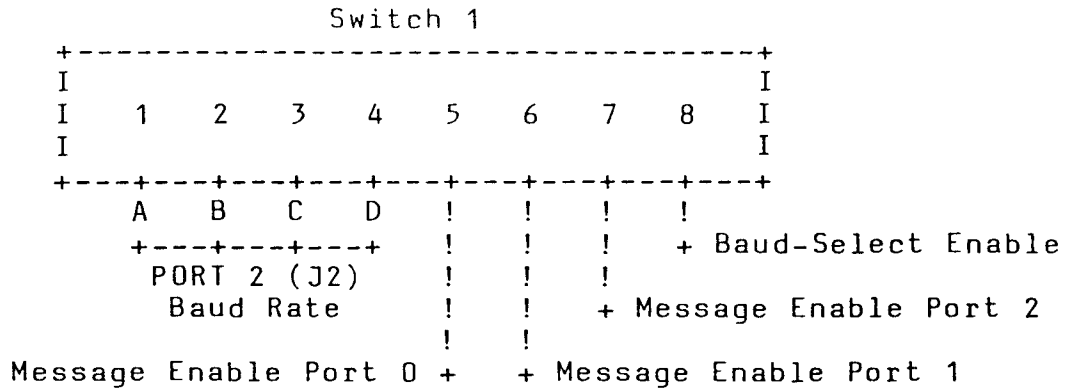 Switch 1
   +-----------------------------------+
   I                                   I
   I   1   2   3   4   5   6   7   8   I
   I                                   I
   +---+---+---+---+---+---+---+---+---+
       A   B   C   D   !   !   !   !
       +---+---+---+   !   !   !   + Baud-Select Enable
        PORT 2 (J2)    !   !   !
         Baud Rate     !   !   + Message Enable Port 2
                       !   !
Message Enable Port 0 +   + Message Enable Port 1